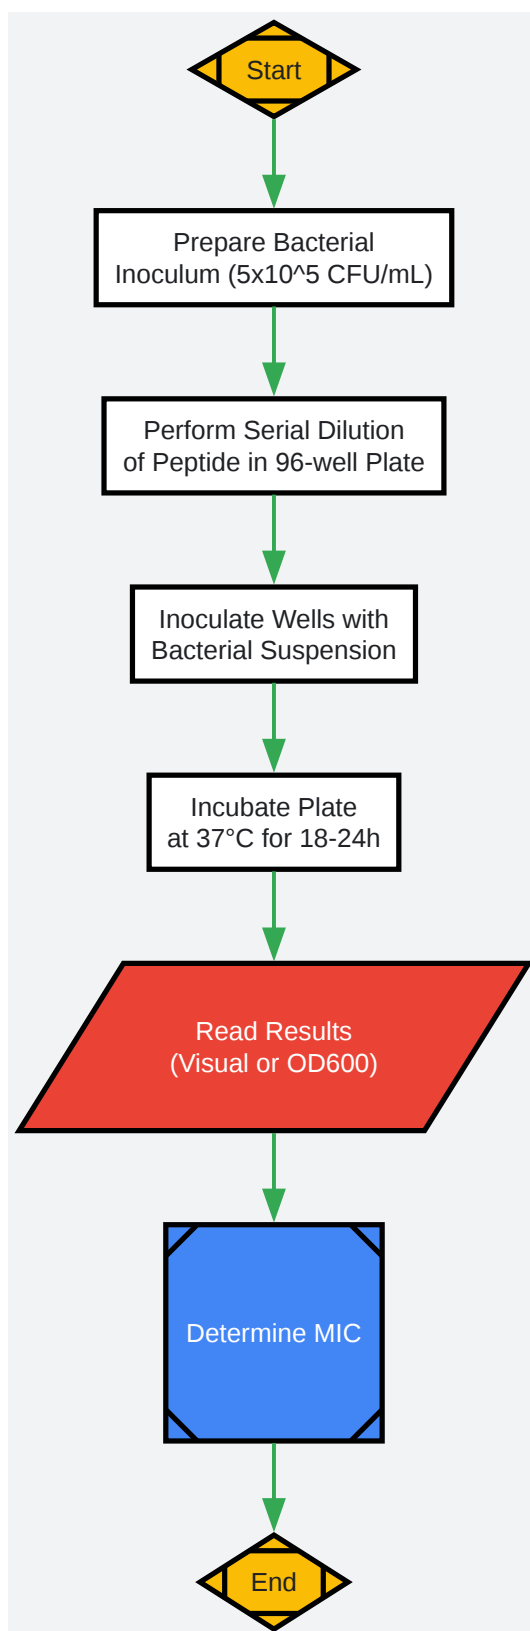 Start
Prepare Bacterial
Inoculum (5x10^5 CFU/mL)
Perform Serial Dilution
of Peptide in 96-well Plate
Inoculate Wells with
Bacterial Suspension
Incubate Plate
at 37°C for 18-24h
Read Results
(Visual or OD600)
Determine MIC
End